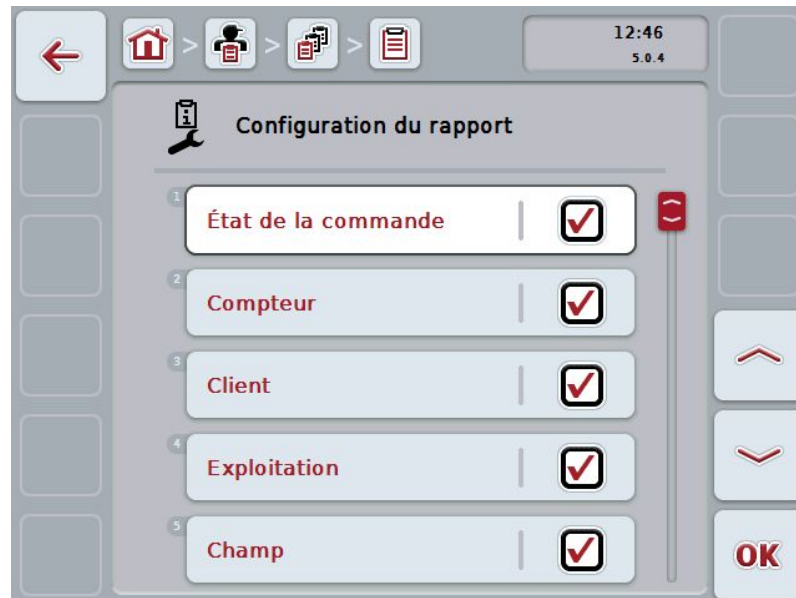 12:46
5.0.4
Configuration du rapport
1
État de la commande
2
Compteur
3
Client
4
Exploitation
5
Champ
OK